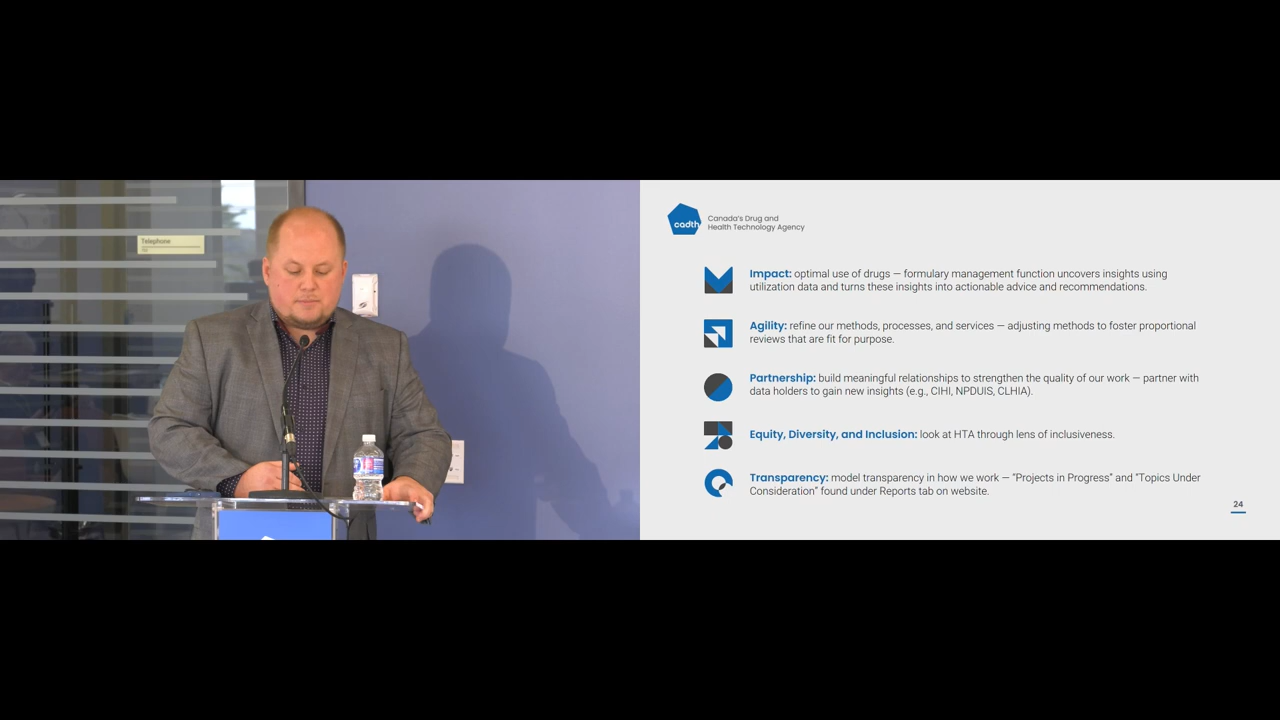 Telephone
cadth
Canada's Drug and
Health Technology Agency
Impact: optimal use of drugs — formulary management function uncovers insights using
utilization data and turns these insights into actionable advice and recommendations.
Agility: refine our methods, processes, and services — adjusting methods to foster proportional
reviews that are fit for purpose.
Partnership: build meaningful relationships to strengthen the quality of our work — partner with
data holders to gain new insights (e.g., CIHI, NPDUIS, CLHIA).
Equity, Diversity, and Inclusion: look at HTA through lens of inclusiveness.
Transparency: model transparency in how we work — “Projects in Progress” and “Topics Under
Consideration” found under Reports tab on website.
24